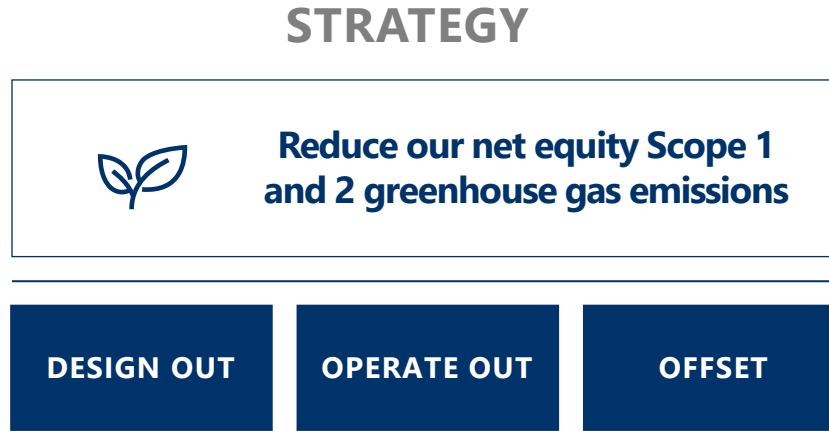 STRATEGY
Reduce our net equity Scope 1
and 2 greenhouse gas emissions
DESIGN OUT
OPERATE OUT
OFFSET